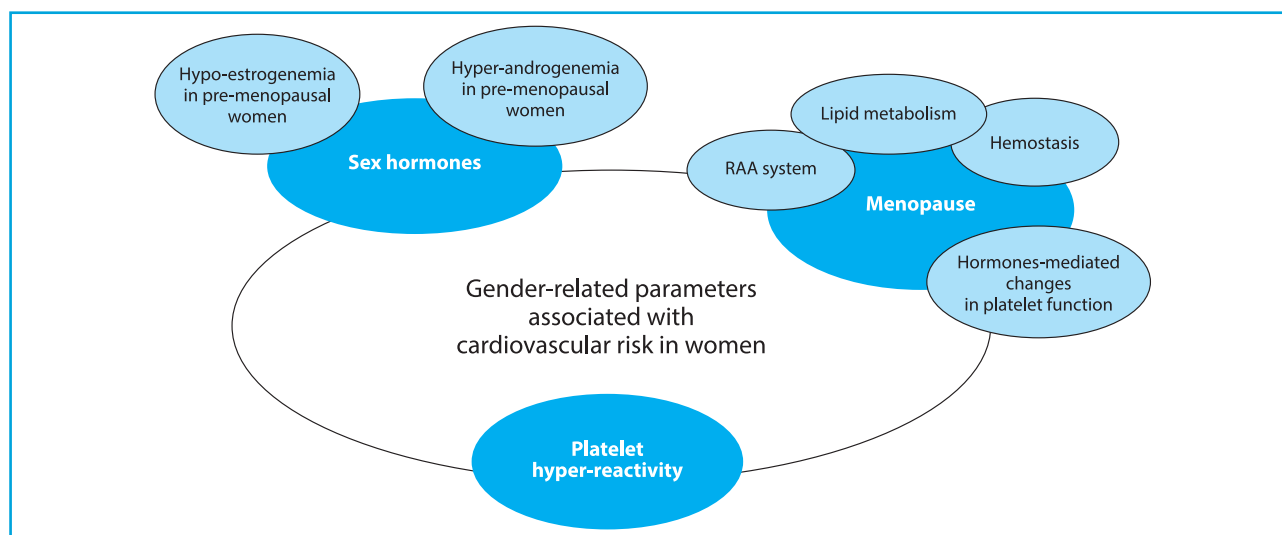 Hypo-estrogenemia
in pre-menopausal
women
Hyper-androgenemia
in pre-menopausal
women
Sex hormones
Lipid metabolism
Hemostasis
RAA system
Menopause
Hormones-mediated
changes
in platelet function
Gender-related parameters
associated with
cardiovascular risk in women
Platelet
hyper-reactivity